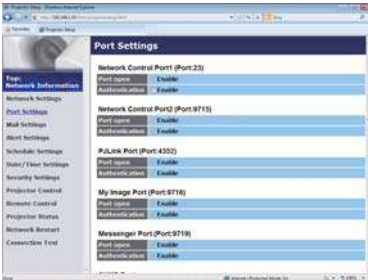 Port Settings
Top:
Network Information
Network Settings
Port Settings
Mail Settings
Alert Settings
Schedule Settings
Date/Time Settings
Security Settings
Projector Control
Remote Control
Projector Status
Network Restart
Connection Test
Network Control Port1 (Port:23)
Port open Enable
Authentication Enable
Network Control Port2 (Port:9715)
Port open Enable
Authentication Enable
PJLink Port (Port:4352)
Port open Enable
Authentication Enable
My Image Port (Port:9716)
Port open Enable
Authentication Enable
Messenger Port (Port:9719)
Port open Enable
Authentication Enable